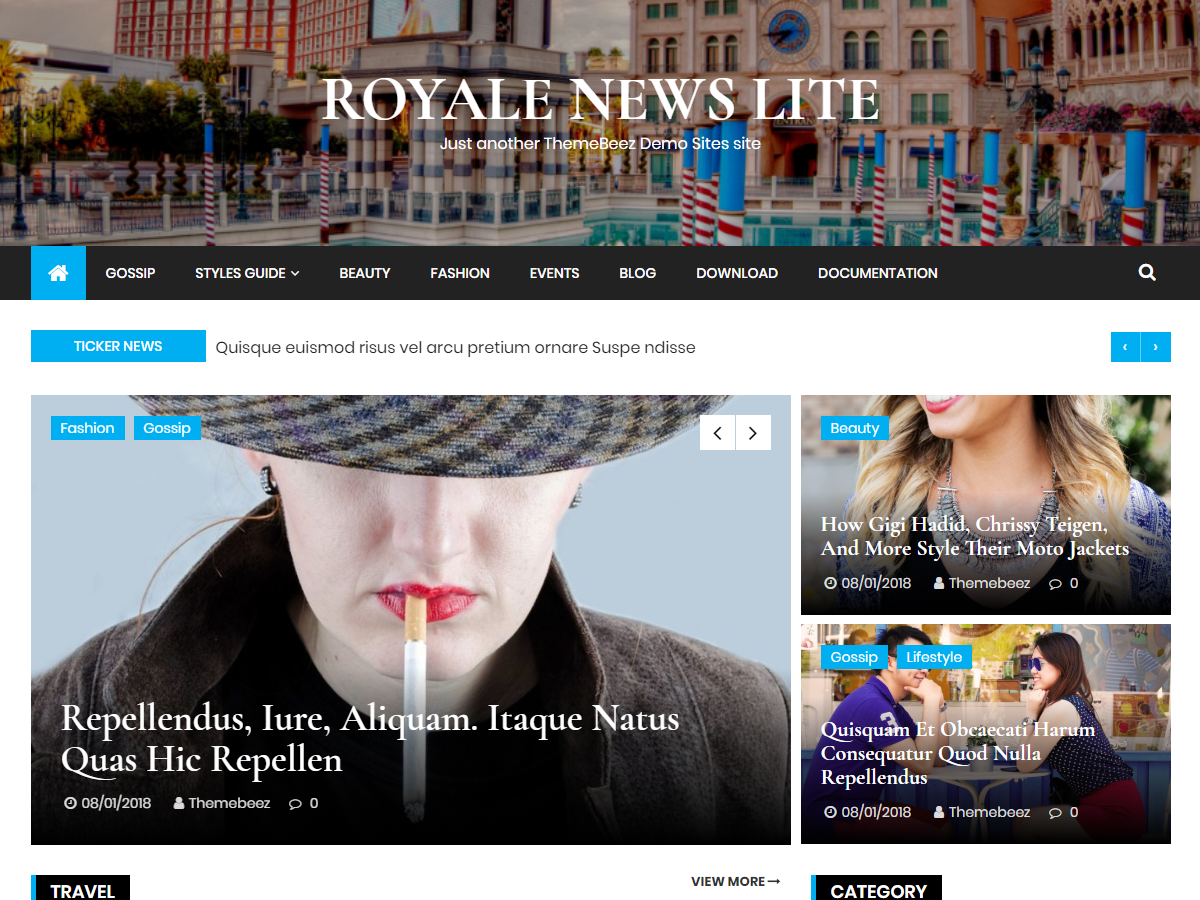 ROYALE NEWS LITE
Just another ThemeBeez Demo Sites site
GOSSIP STYLES GUIDE BEAUTY FASHION EVENTS BLOG DOWNLOAD DOCUMENTATION
TICKER NEWS Quisque euismod risus vel arcu pretium ornare Suspe ndisse
Fashion Gossip
Repellendus, Iure, Aliquam. Itaque Natus
Quas Hic Repellen
08/01/2018 Themebeez 0
Beauty
How Gigi Hadid, Chrissy Teigen,
And More Style Their Moto Jackets
08/01/2018 Themebeez 0
Gossip Lifestyle
Quisquam Et Obcaecati Harum
Consequatur Quod Nulla
Repellendus
08/01/2018 Themebeez 0
TRAVEL
VIEW MORE
CATEGORY